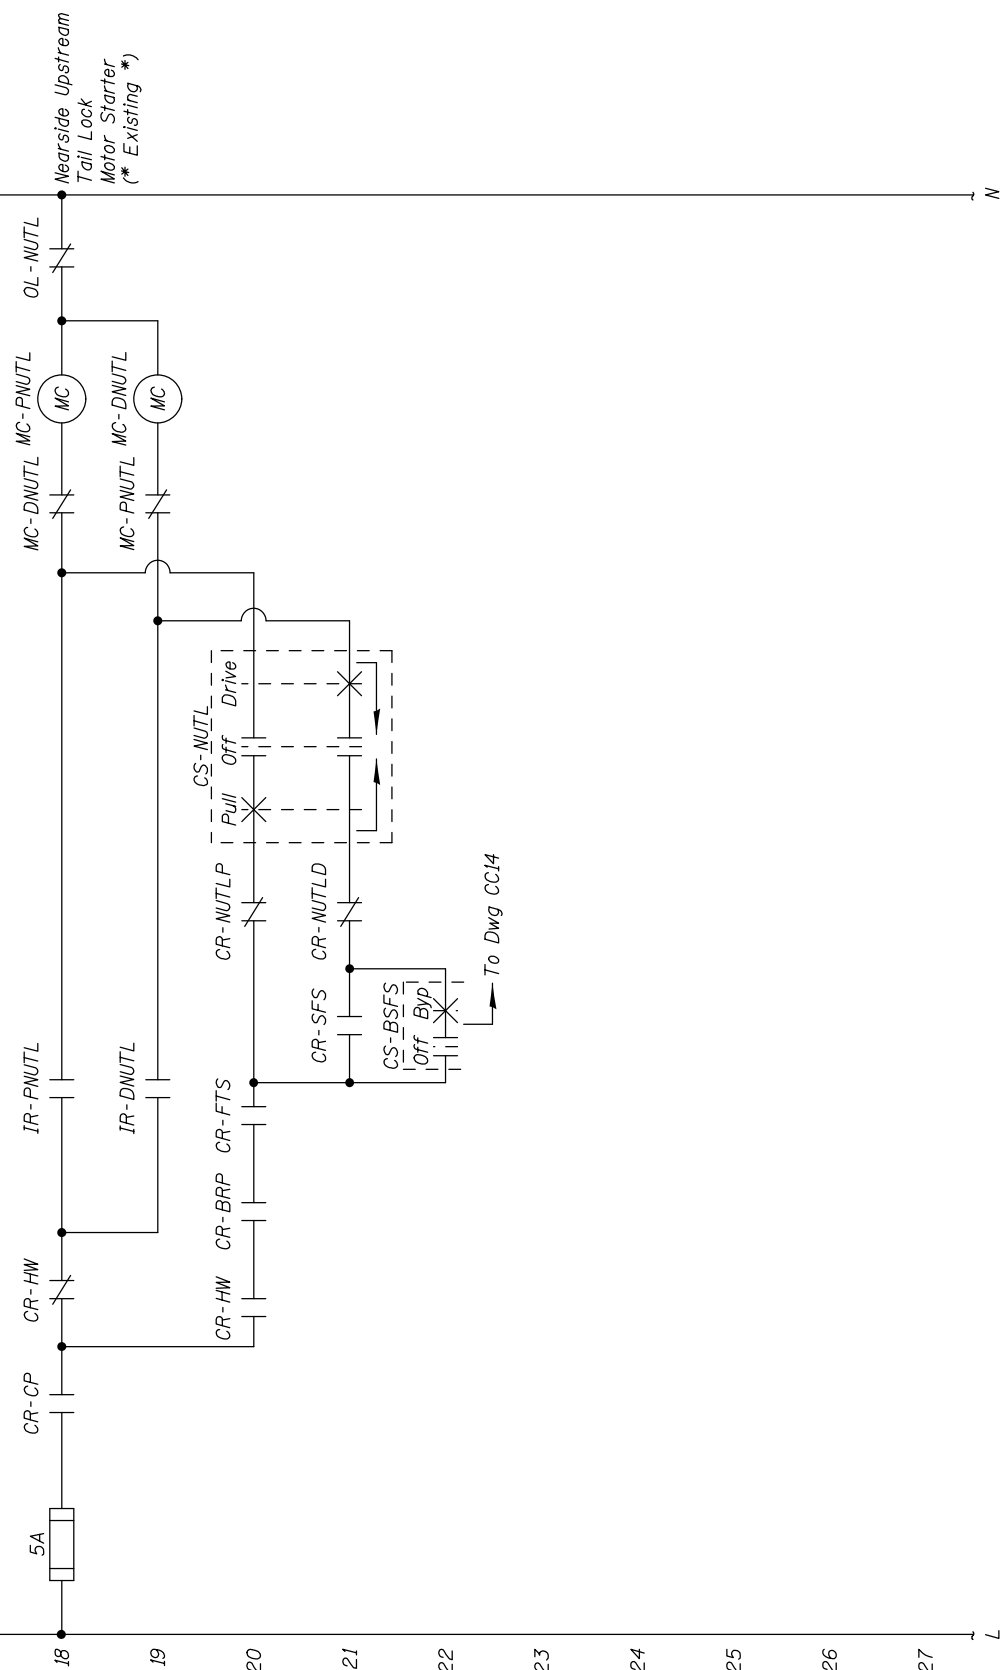 18
5A
CR-CP
CR-HW
IR-PNUTL
MC-DNUTL
MC-PNUTL
MC
OL-NUTL
Nearside Upstream
Tail Lock
Motor Starter
(* Existing *)
19
IR-DNUTL
MC-PNUTL
MC-DNUTL
MC
20
CR-HW
CR-BRP
CR-FTS
CR-NUTLP
CS-NUTL
Pull Off Drive
21
CR-SFS
CR-NUTLD
22
CS-BSFS
Off Byp
To Dwg CC14
23
24
25
26
27
L
N